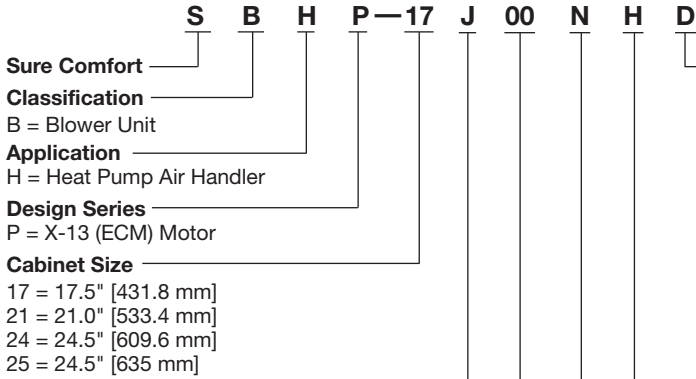 S B H P—17 J 00 N H D
Sure Comfort
Classification
B = Blower Unit
Application
H = Heat Pump Air Handler
Design Series
P = X-13 (ECM) Motor
Cabinet Size
17 = 17.5" [431.8 mm]
21 = 21.0" [533.4 mm]
24 = 24.5" [609.6 mm]
25 = 24.5" [635 mm]